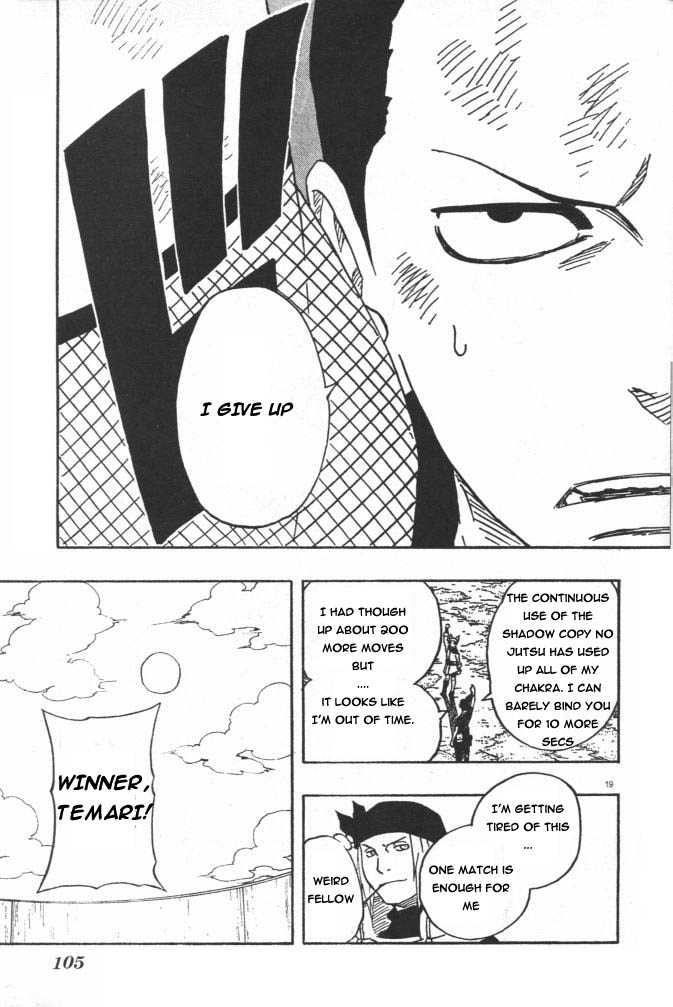 I GIVE UP
THE CONTINUOUS
USE OF THE
SHADOW COPY NO
JUTSU HAS USED
UP ALL OF MY
CHAKRA. I CAN
BARELY BIND YOU
FOR 10 MORE
SECS
I HAD THOUGH
UP ABOUT 200
MORE MOVES
BUT
....
IT LOOKS LIKE
I'M OUT OF TIME.
19
I'M GETTING
TIRED OF THIS
...
ONE MATCH IS
ENOUGH FOR
ME
WEIRD
FELLOW
WINNER,
TEMARI!
105